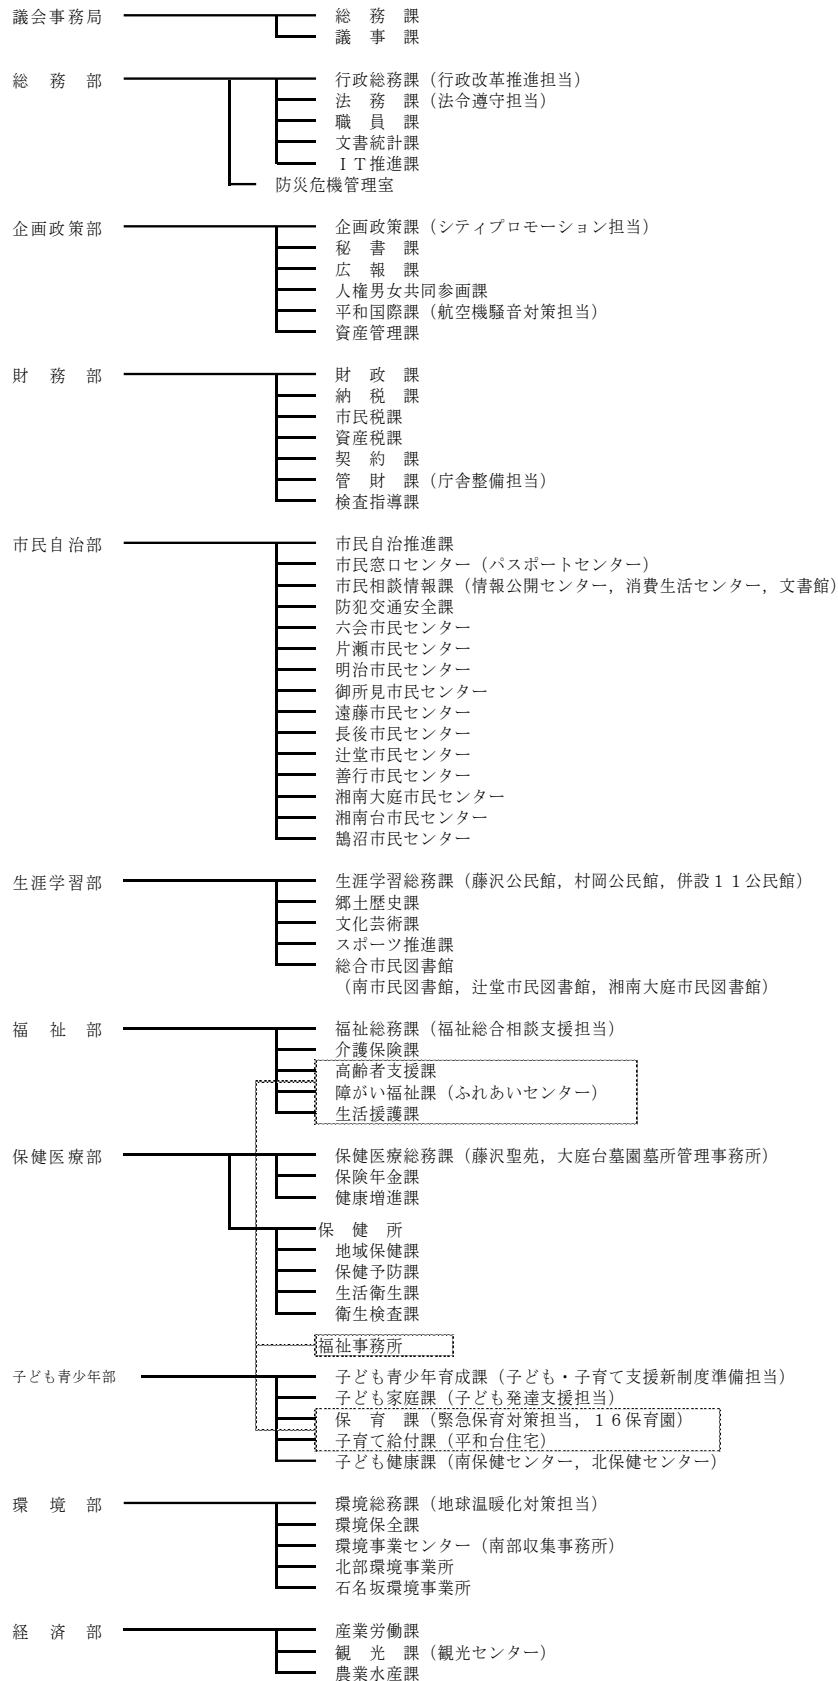 議会事務局　総　務　課
議　事　課
総　務　部　行政総務課（行政改革推進担当）
法　務　課（法令遵守担当）
職　員　課
文書統計課
ＩＴ推進課
防災危機管理室
企画政策部　企画政策課（シティプロモーション担当）
秘　書　課
広　報　課
人権男女共同参画課
平和国際課（航空機騒音対策担当）
資産管理課
財　務　部　財　政　課
納　税　課
市民税課
資産税課
契　約　課
管　財　課（庁舎整備担当）
検査指導課
市民自治部　市民自治推進課
市民窓口センター（パスポートセンター）
市民相談情報課（情報公開センター，消費生活センター，文書館）
防犯交通安全課
六会市民センター
片瀬市民センター
明治市民センター
御所見市民センター
遠藤市民センター
長後市民センター
辻堂市民センター
善行市民センター
湘南大庭市民センター
湘南台市民センター
鵠沼市民センター
生涯学習部　生涯学習総務課（藤沢公民館，村岡公民館，併設１１公民館）
郷土歴史課
文化芸術課
スポーツ推進課
総合市民図書館
（南市民図書館，辻堂市民図書館，湘南大庭市民図書館）
福　祉　部　福祉総務課（福祉総合相談支援担当）
介護保険課
高齢者支援課
障がい福祉課（ふれあいセンター）
生活援護課
保健医療部　保健医療総務課（藤沢聖苑，大庭台墓園墓所管理事務所）
保険年金課
健康増進課
保　健　所
地域保健課
保健予防課
生活衛生課
衛生検査課
福祉事務所
子ども青少年部　子ども青少年育成課（子ども・子育て支援新制度準備担当）
子ども家庭課（子ども発達支援担当）
保　育　課（緊急保育対策担当，１６保育園）
子育て給付課（平和台住宅）
子ども健康課（南保健センター，北保健センター）
環　境　部　環境総務課（地球温暖化対策担当）
環境保全課
環境事業センター（南部収集事務所）
北部環境事業所
石名坂環境事業所
経　済　部　産業労働課
観　光　課（観光センター）
農業水産課